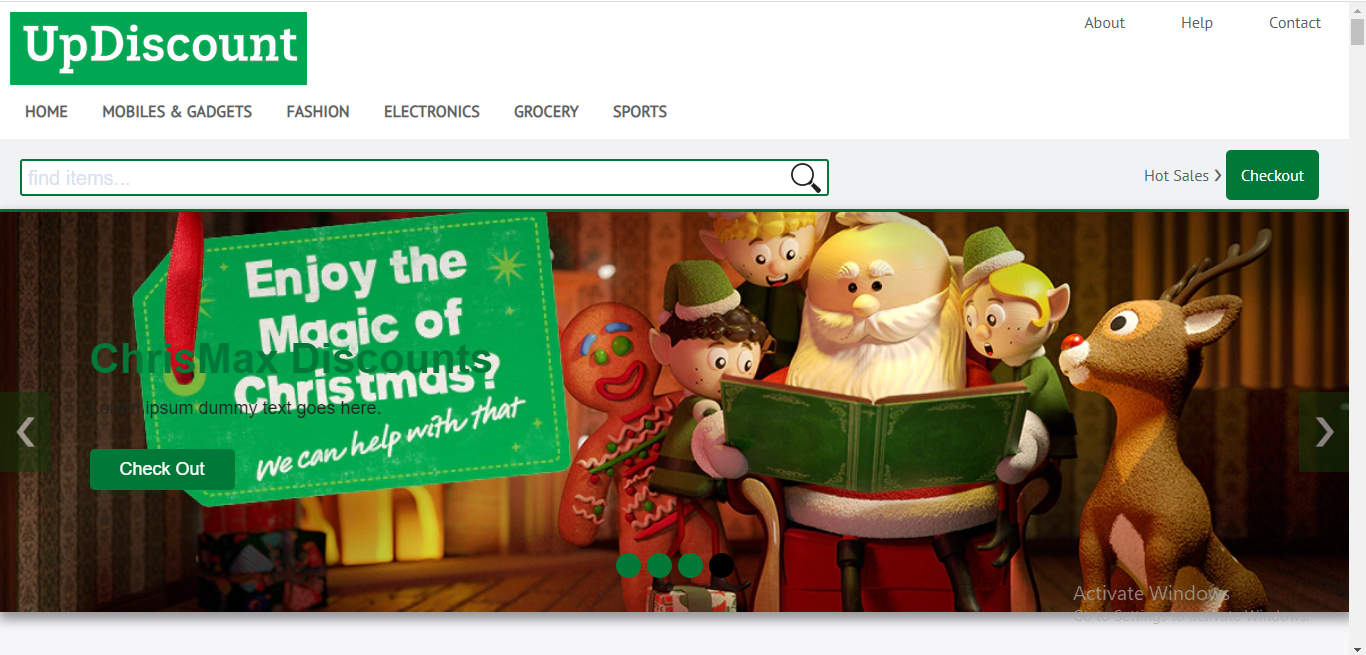 UpDiscount
About Help Contact
HOME MOBILES & GADGETS FASHION ELECTRONICS GROCERY SPORTS
find items...
Hot Sales
Checkout
Enjoy the
Magic of
Christmas?
we can help with that
ChrisMax Discounts
ipsum dummy text goes here.
Check Out
Activate Windows
Go to Settings to activate Windows.